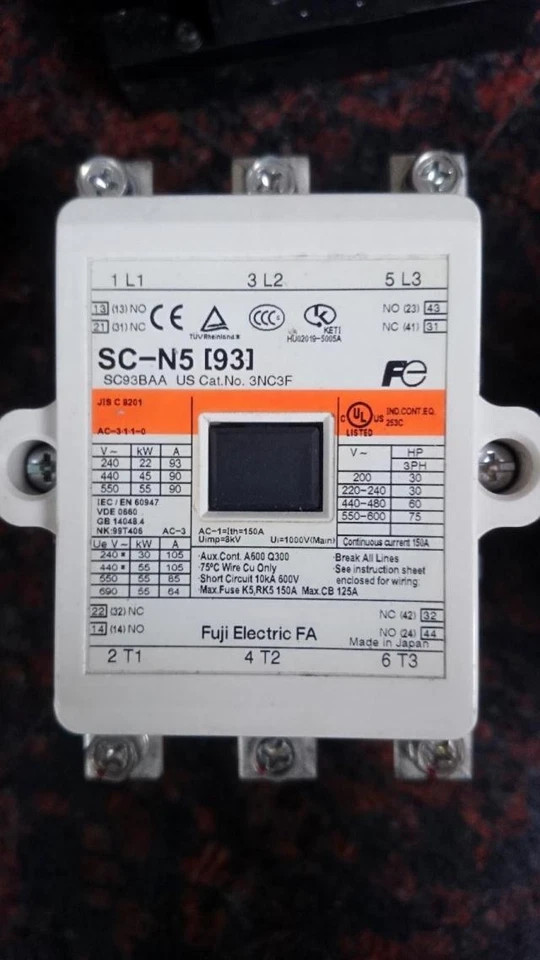 1 L1 3 L2 5 L3
13 (13) NO CE TÜVRheinland CCC K KETI NO (23) 43
21 (31) NC HU02019-5005A NC (41) 31
SC-N5 [93]
SC93BAA US Cat.No. 3NC3F Fe
JIS C 8201
AC-3·1·1-0
C UL US LISTED IND.CONT.EQ. 253C
V~ kW A
240 22 93
440 45 90
550 55 90
IEC / EN 60947
VDE 0660
GB 14048.4
NK:99T406 AC-3
Ue V~ kW A
240 30 105
440 55 105
550 55 85
690 55 64
V~ HP 3PH
200 30
220-240 30
440-480 60
550-600 75
AC-1=Ith=150A
Uimp=8kV Ui=1000V(Main)
Continuous current 150A
·Aux.Cont. A600 Q300
·75°C Wire Cu Only
·Short Circuit 10kA 600V
·Max.Fuse K5,RK5 150A Max.CB 125A
·Break All Lines
·See instruction sheet
enclosed for wiring.
22 (32) NC NC (42) 32
14 (14) NO NO (24) 44
Fuji Electric FA Made in Japan
2 T1 4 T2 6 T3